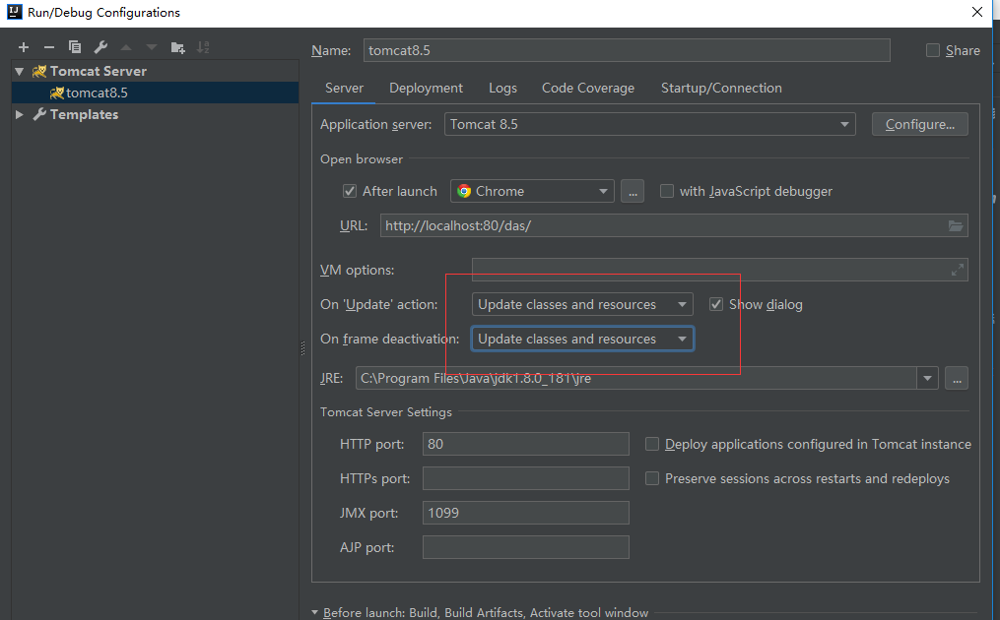 Run/Debug Configurations
Name: tomcat8.5 Share
Tomcat Server
tomcat8.5
Templates
Server Deployment Logs Code Coverage Startup/Connection
Application server: Tomcat 8.5 Configure...
Open browser
After launch Chrome ... with JavaScript debugger
URL: http://localhost:80/das/
VM options:
On 'Update' action: Update classes and resources Show dialog
On frame deactivation: Update classes and resources
JRE: C:\Program Files\Java\jdk1.8.0_181\jre ...
Tomcat Server Settings
HTTP port: 80 Deploy applications configured in Tomcat instance
HTTPs port: Preserve sessions across restarts and redeploys
JMX port: 1099
AJP port:
Before launch: Build, Build Artifacts, Activate tool window